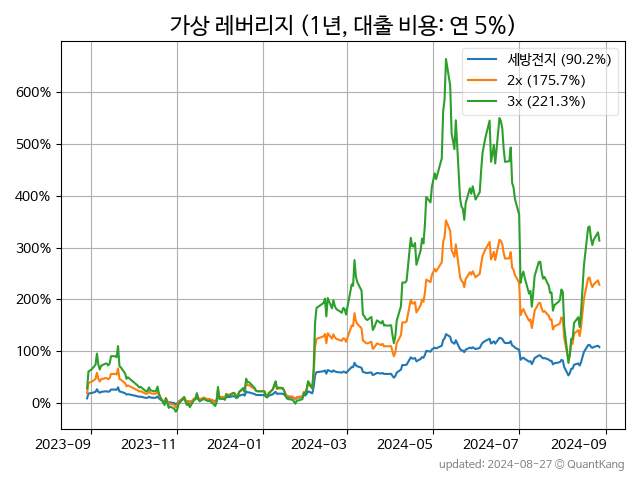 가상 레버리지 (1년, 대출 비용: 연 5%)
세방전지 (90.2%)
2x (175.7%)
3x (221.3%)
600%
500%
400%
300%
200%
100%
0%
2023-09 2023-11 2024-01 2024-03 2024-05 2024-07 2024-09
updated: 2024-08-27 © QuantKang